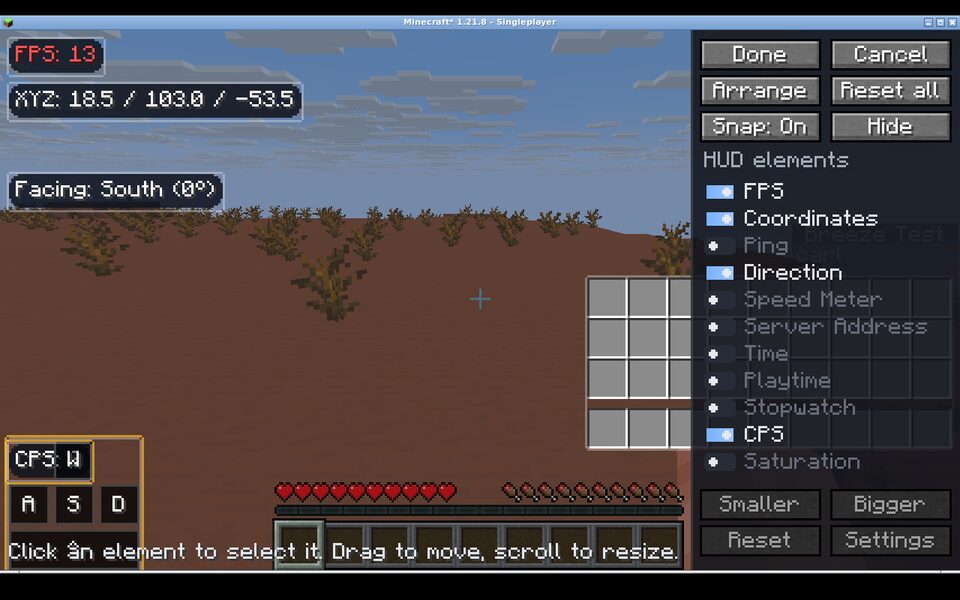 Minecraft* 1.21.8 - Singleplayer
FPS: 13
XYZ: 18.5 / 103.0 / -53.5
Facing: South (0°)
Done
Cancel
Arrange
Reset all
Snap: On
Hide
HUD elements
FPS
Coordinates
Ping
Direction
Speed Meter
Server Address
Time
Playtime
Stopwatch
CPS
Saturation
Smaller
Bigger
Reset
Settings
CPS
W
A
S
D
Click an element to select it. Drag to move, scroll to resize.